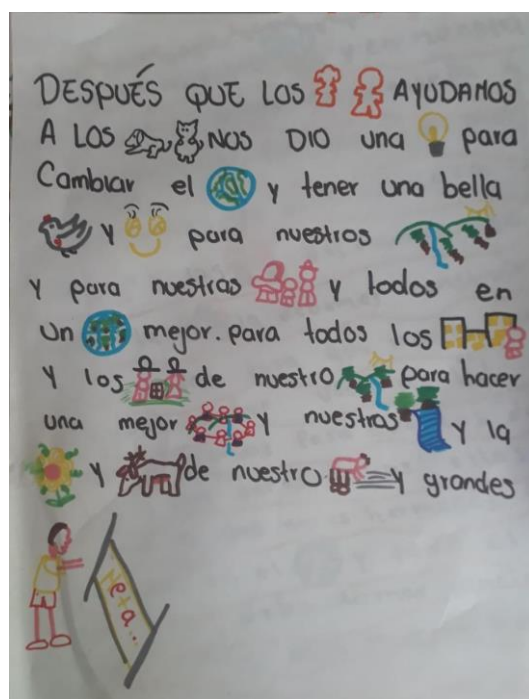 DESPUÉS QUE LOS AYUDAMOS
A LOS NOS DIO una para
Cambiar el y tener una bella
y para nuestros
Y para nuestras y todos en
un mejor. para todos los
Y los de nuestro para hacer
una mejor y nuestras y la
y de nuestro y grandes
Meta...